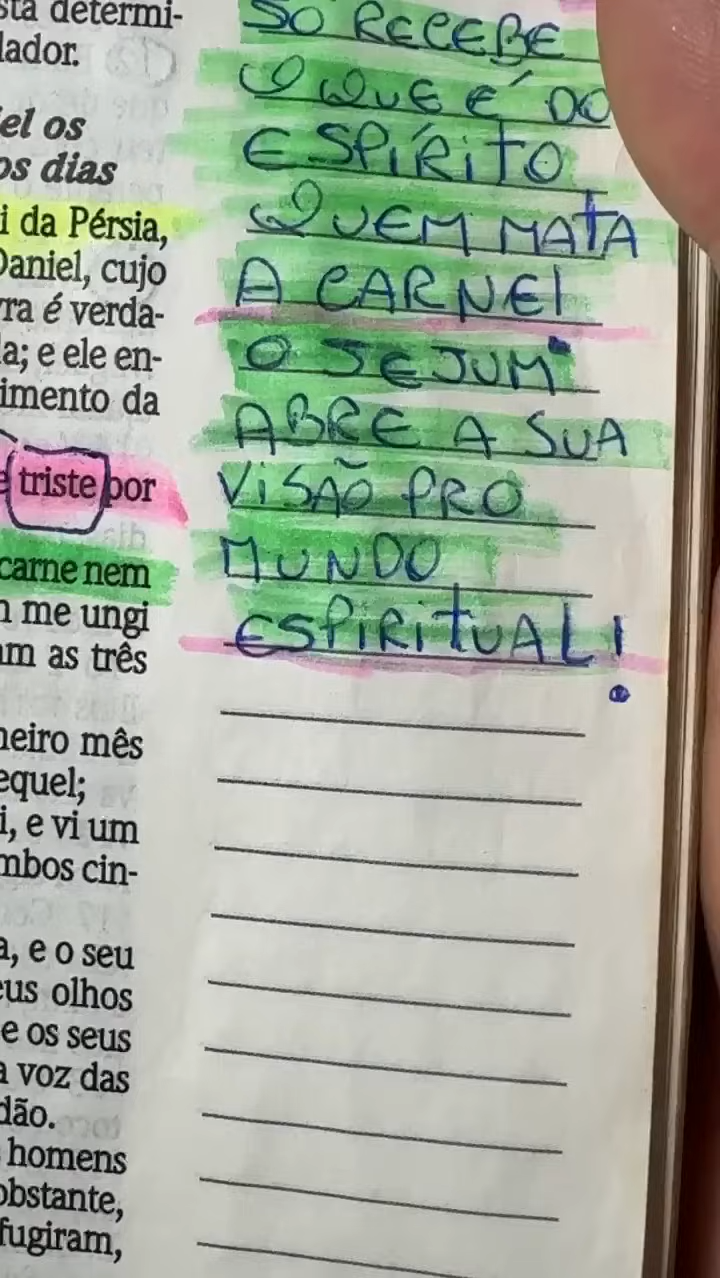 sta determi-
lador.
el os
os dias
i da Pérsia,
Daniel, cujo
ra é verda-
a; e ele en-
imento da
e triste por
carne nem
n me ungi
am as três
neiro mês
equel;
i, e vi um
mbos cin-
a, e o seu
eus olhos
e os seus
a voz das
dão.
homens
obstante,
fugiram,
SÓ RECEBE
O QUE É DO
ESPÍRITO
QUEM MATA
A CARNE!
O JEJUM
ABRE A SUA
VISÃO PRO
MUNDO
ESPIRITUAL!